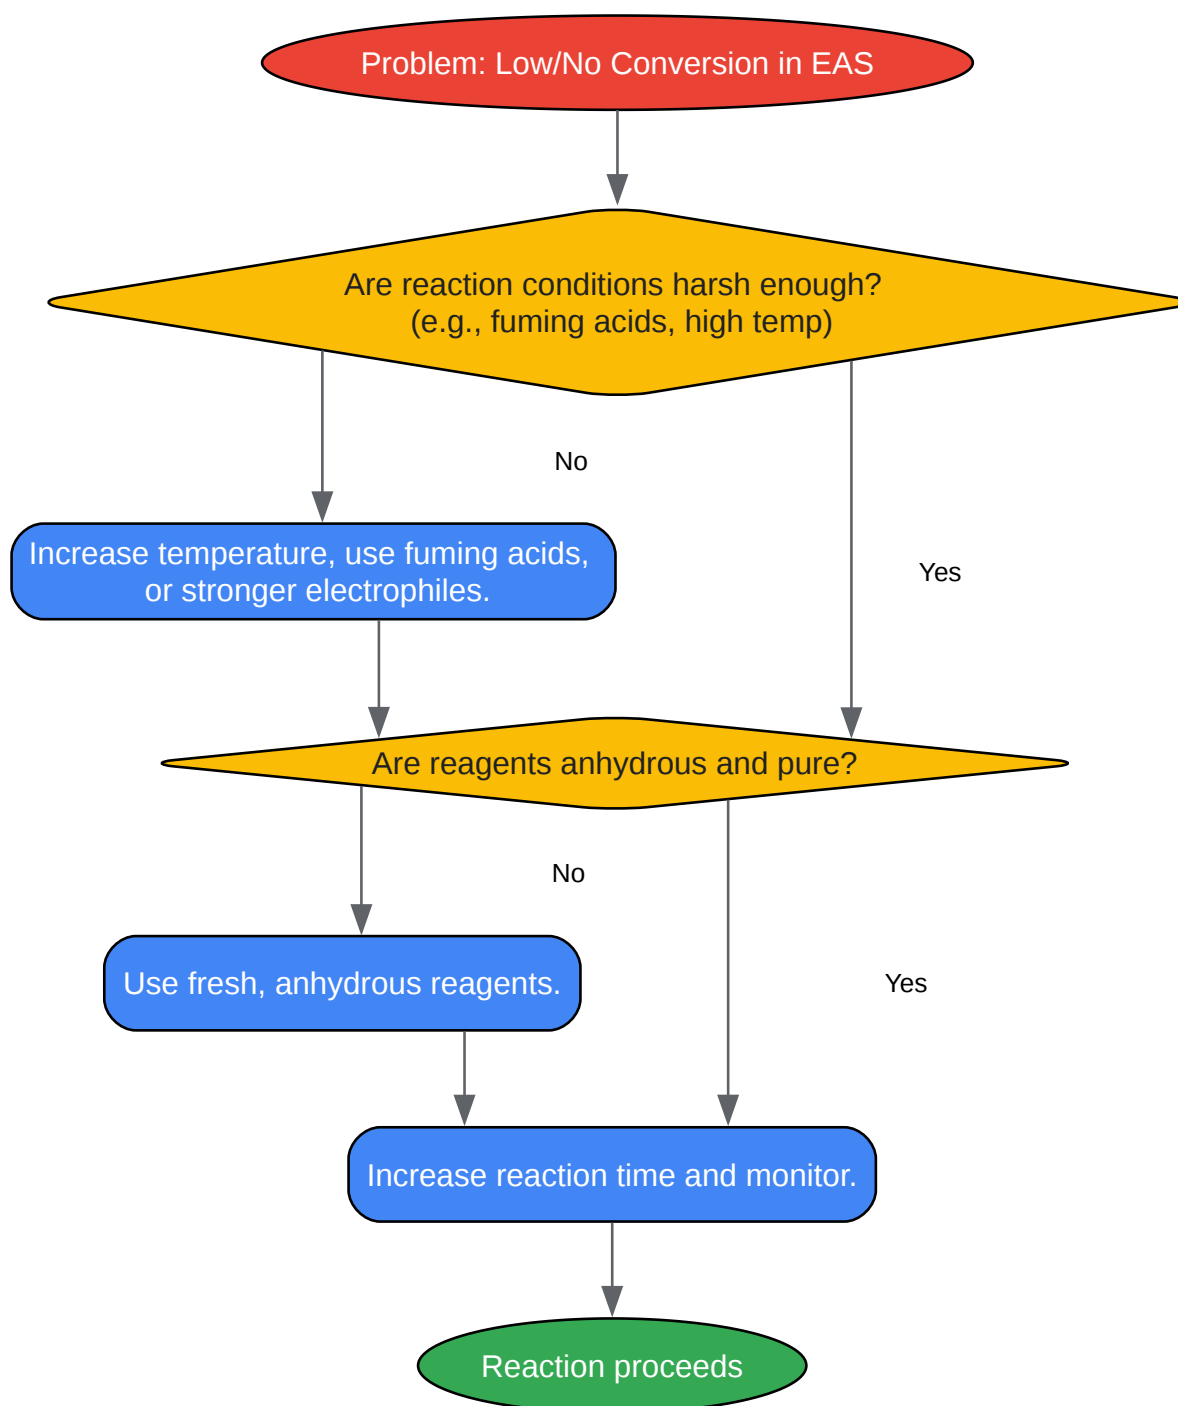 Problem: Low/No Conversion in EAS
Are reaction conditions harsh enough?
(e.g., fuming acids, high temp)
No
Increase temperature, use fuming acids,
or stronger electrophiles.
Yes
Are reagents anhydrous and pure?
No
Use fresh, anhydrous reagents.
Yes
Increase reaction time and monitor.
Reaction proceeds